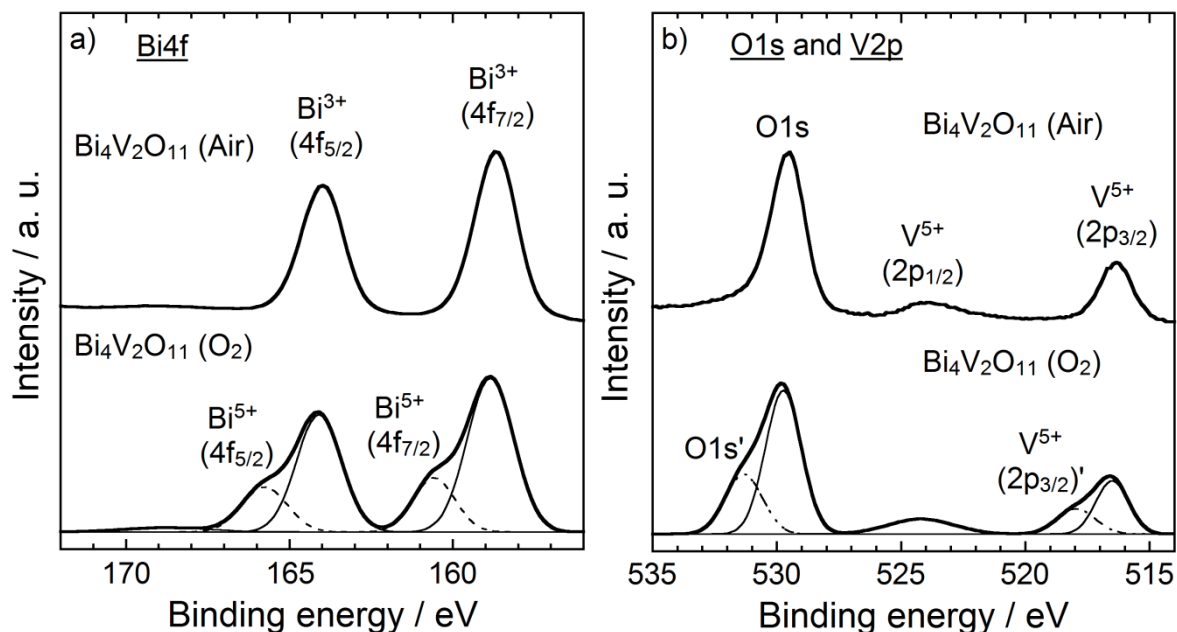 a)
Bi4f
Bi³⁺
(4f₇/₂)
Bi³⁺
(4f₅/₂)
Bi₄V₂O₁₁ (Air)
Bi₄V₂O₁₁ (O₂)
Bi⁵⁺
(4f₅/₂)
Bi⁵⁺
(4f₇/₂)
Intensity / a. u.
170
165
160
Binding energy / eV
b)
O1s and V2p
Bi₄V₂O₁₁ (Air)
O1s
V⁵⁺
(2p₁/₂)
V⁵⁺
(2p₃/₂)
Bi₄V₂O₁₁ (O₂)
O1s'
V⁵⁺
(2p₃/₂)'
Intensity / a. u.
535
530
525
520
515
Binding energy / eV